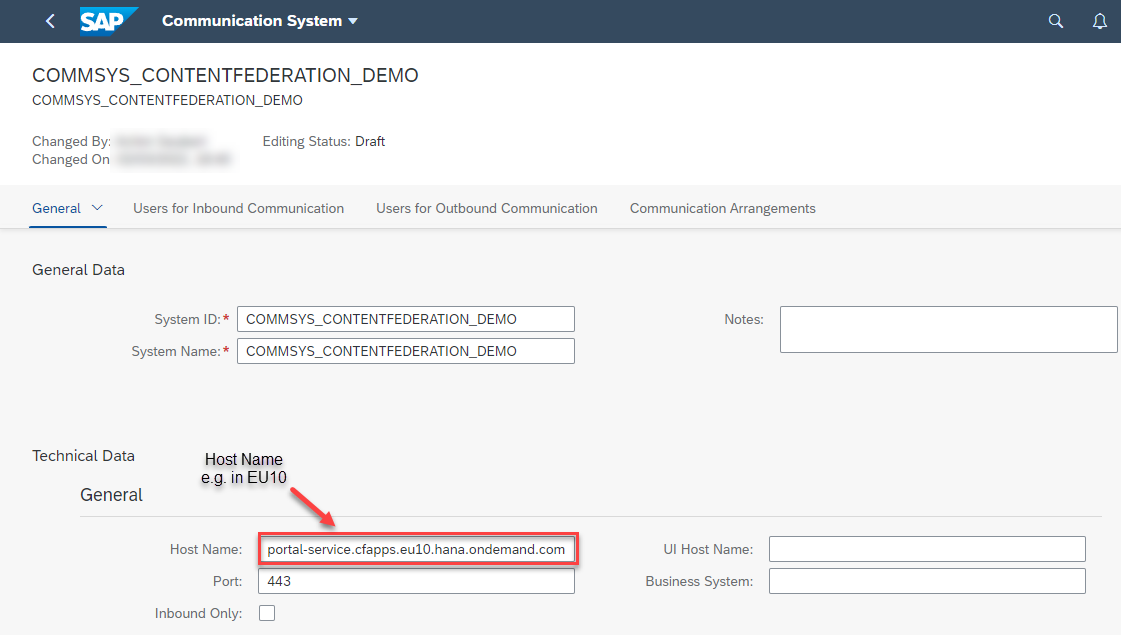 SAP Communication System
COMMSYS_CONTENTFEDERATION_DEMO
COMMSYS_CONTENTFEDERATION_DEMO
Changed By: Editing Status: Draft
Changed On
General Users for Inbound Communication Users for Outbound Communication Communication Arrangements
General Data
System ID:* COMMSYS_CONTENTFEDERATION_DEMO Notes:
System Name:* COMMSYS_CONTENTFEDERATION_DEMO
Technical Data
Host Name
e.g. in EU10
General
Host Name: portal-service.cfapps.eu10.hana.ondemand.com UI Host Name:
Port: 443 Business System:
Inbound Only: